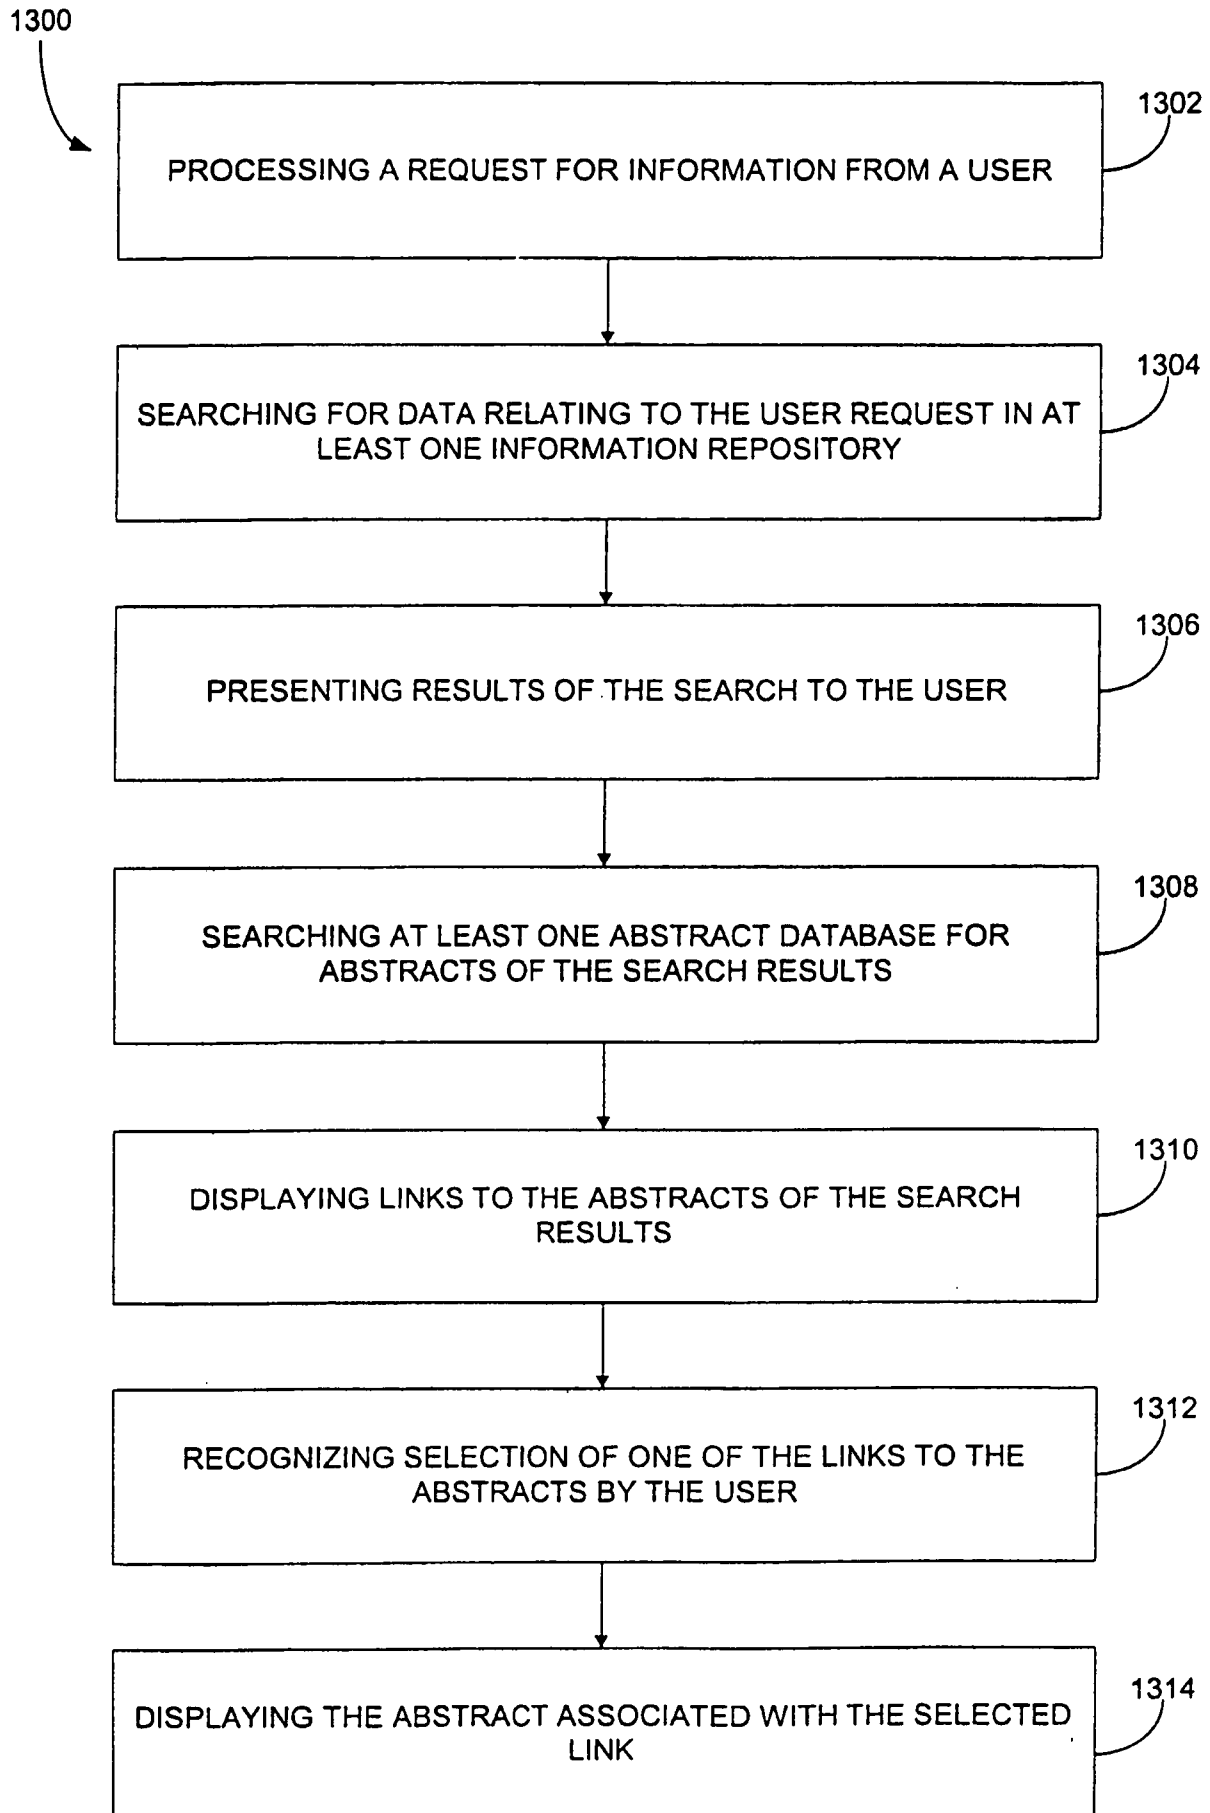 1300
1302
PROCESSING A REQUEST FOR INFORMATION FROM A USER
1304
SEARCHING FOR DATA RELATING TO THE USER REQUEST IN AT
LEAST ONE INFORMATION REPOSITORY
1306
PRESENTING RESULTS OF THE SEARCH TO THE USER
1308
SEARCHING AT LEAST ONE ABSTRACT DATABASE FOR
ABSTRACTS OF THE SEARCH RESULTS
1310
DISPLAYING LINKS TO THE ABSTRACTS OF THE SEARCH
RESULTS
1312
RECOGNIZING SELECTION OF ONE OF THE LINKS TO THE
ABSTRACTS BY THE USER
1314
DISPLAYING THE ABSTRACT ASSOCIATED WITH THE SELECTED
LINK